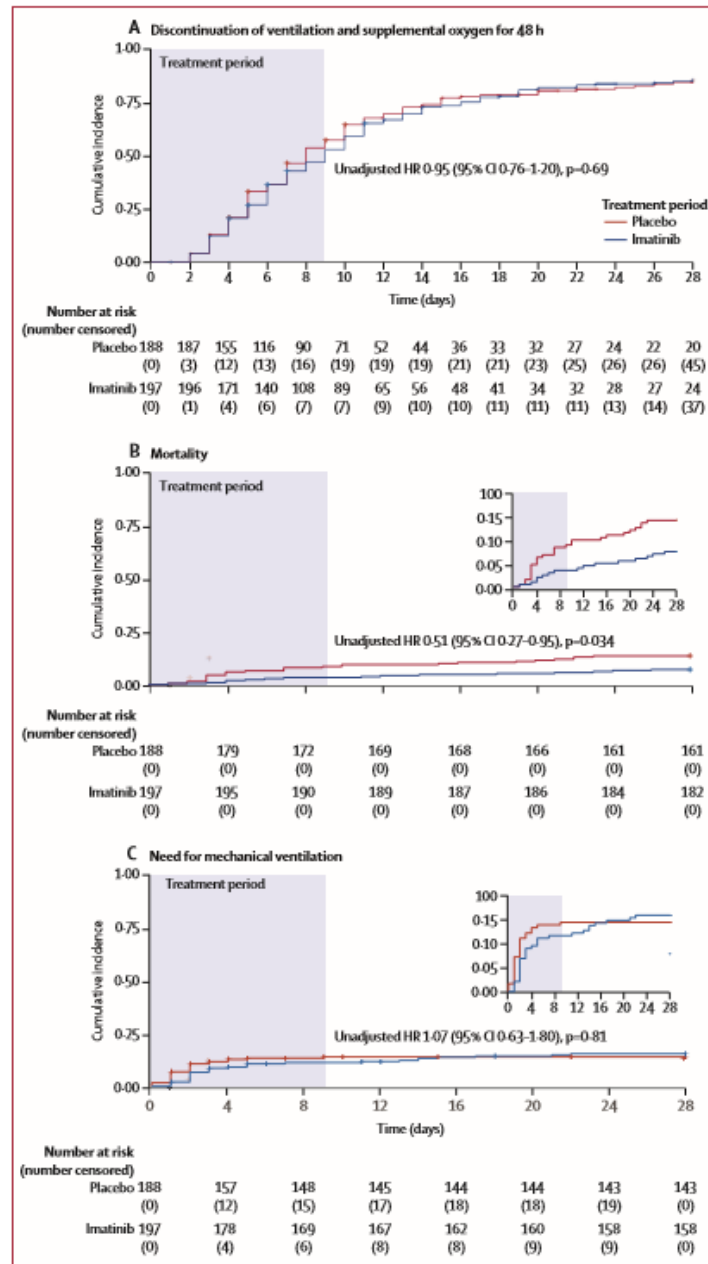 A Discontinuation of ventilation and supplemental oxygen for 48 h
1·00
Treatment period
0·75
0·50
0·25
0·00
Cumulative incidence
Unadjusted HR 0·95 (95% CI 0·76–1·20), p=0·69
Treatment period
Placebo
Imatinib
0 2 4 6 8 10 12 14 16 18 20 22 24 26 28
Time (days)
Number at risk
(number censored)
Placebo 188 187 155 116 90 71 52 44 36 33 32 27 24 22 20
(0) (3) (12) (13) (16) (19) (19) (19) (21) (21) (23) (25) (26) (26) (45)
Imatinib 197 196 171 140 108 89 65 56 48 41 34 32 28 27 24
(0) (1) (4) (6) (7) (7) (9) (10) (10) (11) (11) (11) (13) (14) (37)
B Mortality
1·00
Treatment period
0·75
0·50
0·25
0·00
Cumulative incidence
100
0·15
0·10
0·05
0·00
0 4 8 12 16 20 24 28
Unadjusted HR 0·51 (95% CI 0·27–0·95), p=0·034
Number at risk
(number censored)
Placebo 188 179 172 169 168 166 161 161
(0) (0) (0) (0) (0) (0) (0) (0)
Imatinib 197 195 190 189 187 186 184 182
(0) (0) (0) (0) (0) (0) (0) (0)
C Need for mechanical ventilation
1·00
Treatment period
0·75
0·50
0·25
0·00
Cumulative incidence
100
0·15
0·10
0·05
0·00
0 4 8 12 16 20 24 28
Unadjusted HR 1·07 (95% CI 0·63–1·80), p=0·81
0 4 8 12 16 20 24 28
Time (days)
Number at risk
(number censored)
Placebo 188 157 148 145 144 144 143 143
(0) (12) (15) (17) (18) (18) (19) (0)
Imatinib 197 178 169 167 162 160 158 158
(0) (4) (6) (8) (8) (9) (9) (0)